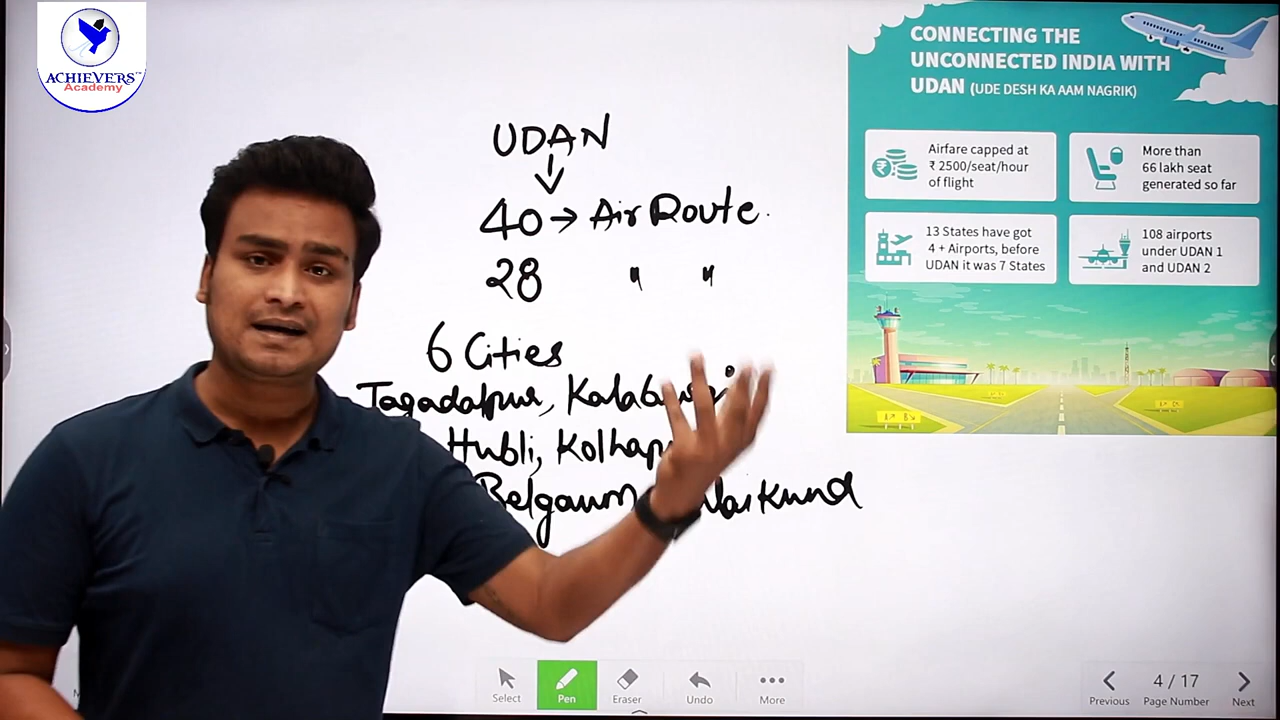 ACHIEVERS™
Academy
UDAN
40 → Air Route.
28 " "
6 Cities
Jagadalpur, Kalaburgi
Hubli, Kolhap
Belgaum
CONNECTING THE
UNCONNECTED INDIA WITH
UDAN (UDE DESH KA AAM NAGRIK)
Airfare capped at
₹ 2500/seat/hour
of flight
More than
66 lakh seat
generated so far
13 States have got
4 + Airports, before
UDAN it was 7 States
108 airports
under UDAN 1
and UDAN 2
Select
Pen
Eraser
Undo
More
Previous
4 / 17
Page Number
Next